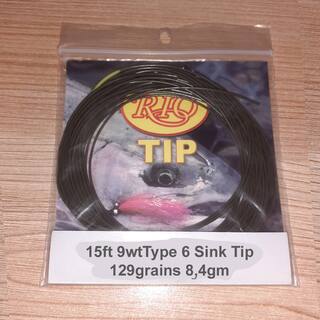 RIO
TIP
15ft 9wtType 6 Sink Tip
129grains 8,4gm